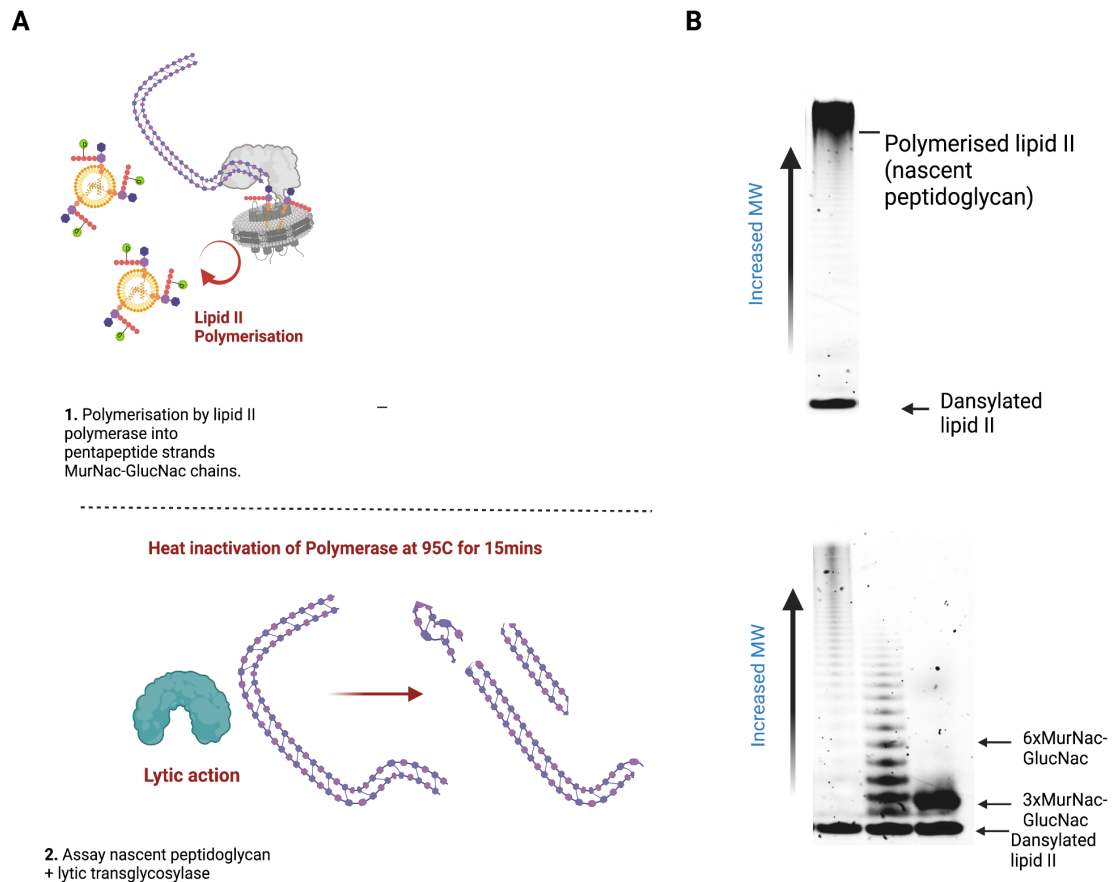 A
B
Lipid II
Polymerisation
1. Polymerisation by lipid II
polymerase into
pentapeptide strands
MurNac-GlucNac chains.
Increased MW
Polymerised lipid II
(nascent
peptidoglycan)
Dansylated
lipid II
Heat inactivation of Polymerase at 95C for 15mins
Lytic action
2. Assay nascent peptidoglycan
+ lytic transglycosylase
Increased MW
6xMurNac-
GlucNac
3xMurNac-
GlucNac
Dansylated
lipid II